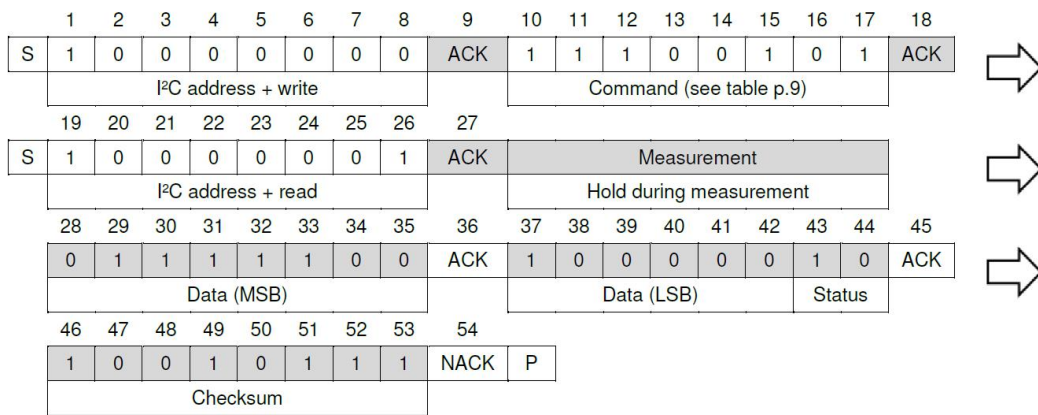 1 2 3 4 5 6 7 8 9 10 11 12 13 14 15 16 17 18
S 1 0 0 0 0 0 0 0 ACK 1 1 1 0 0 1 0 1 ACK
I²C address + write Command (see table p.9)
19 20 21 22 23 24 25 26 27
S 1 0 0 0 0 0 0 1 ACK Measurement
I²C address + read Hold during measurement
28 29 30 31 32 33 34 35 36 37 38 39 40 41 42 43 44 45
0 1 1 1 1 1 0 0 ACK 1 0 0 0 0 0 1 0 ACK
Data (MSB) Data (LSB) Status
46 47 48 49 50 51 52 53 54
1 0 0 1 0 1 1 1 NACK P
Checksum